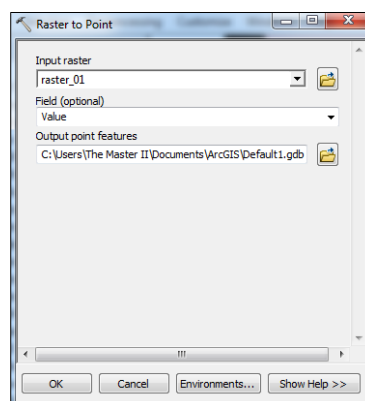 Raster to Point
Input raster
raster_01
Field (optional)
Value
Output point features
C:\Users\The Master II\Documents\ArcGIS\Default1.gdb
OK
Cancel
Environments...
Show Help >>